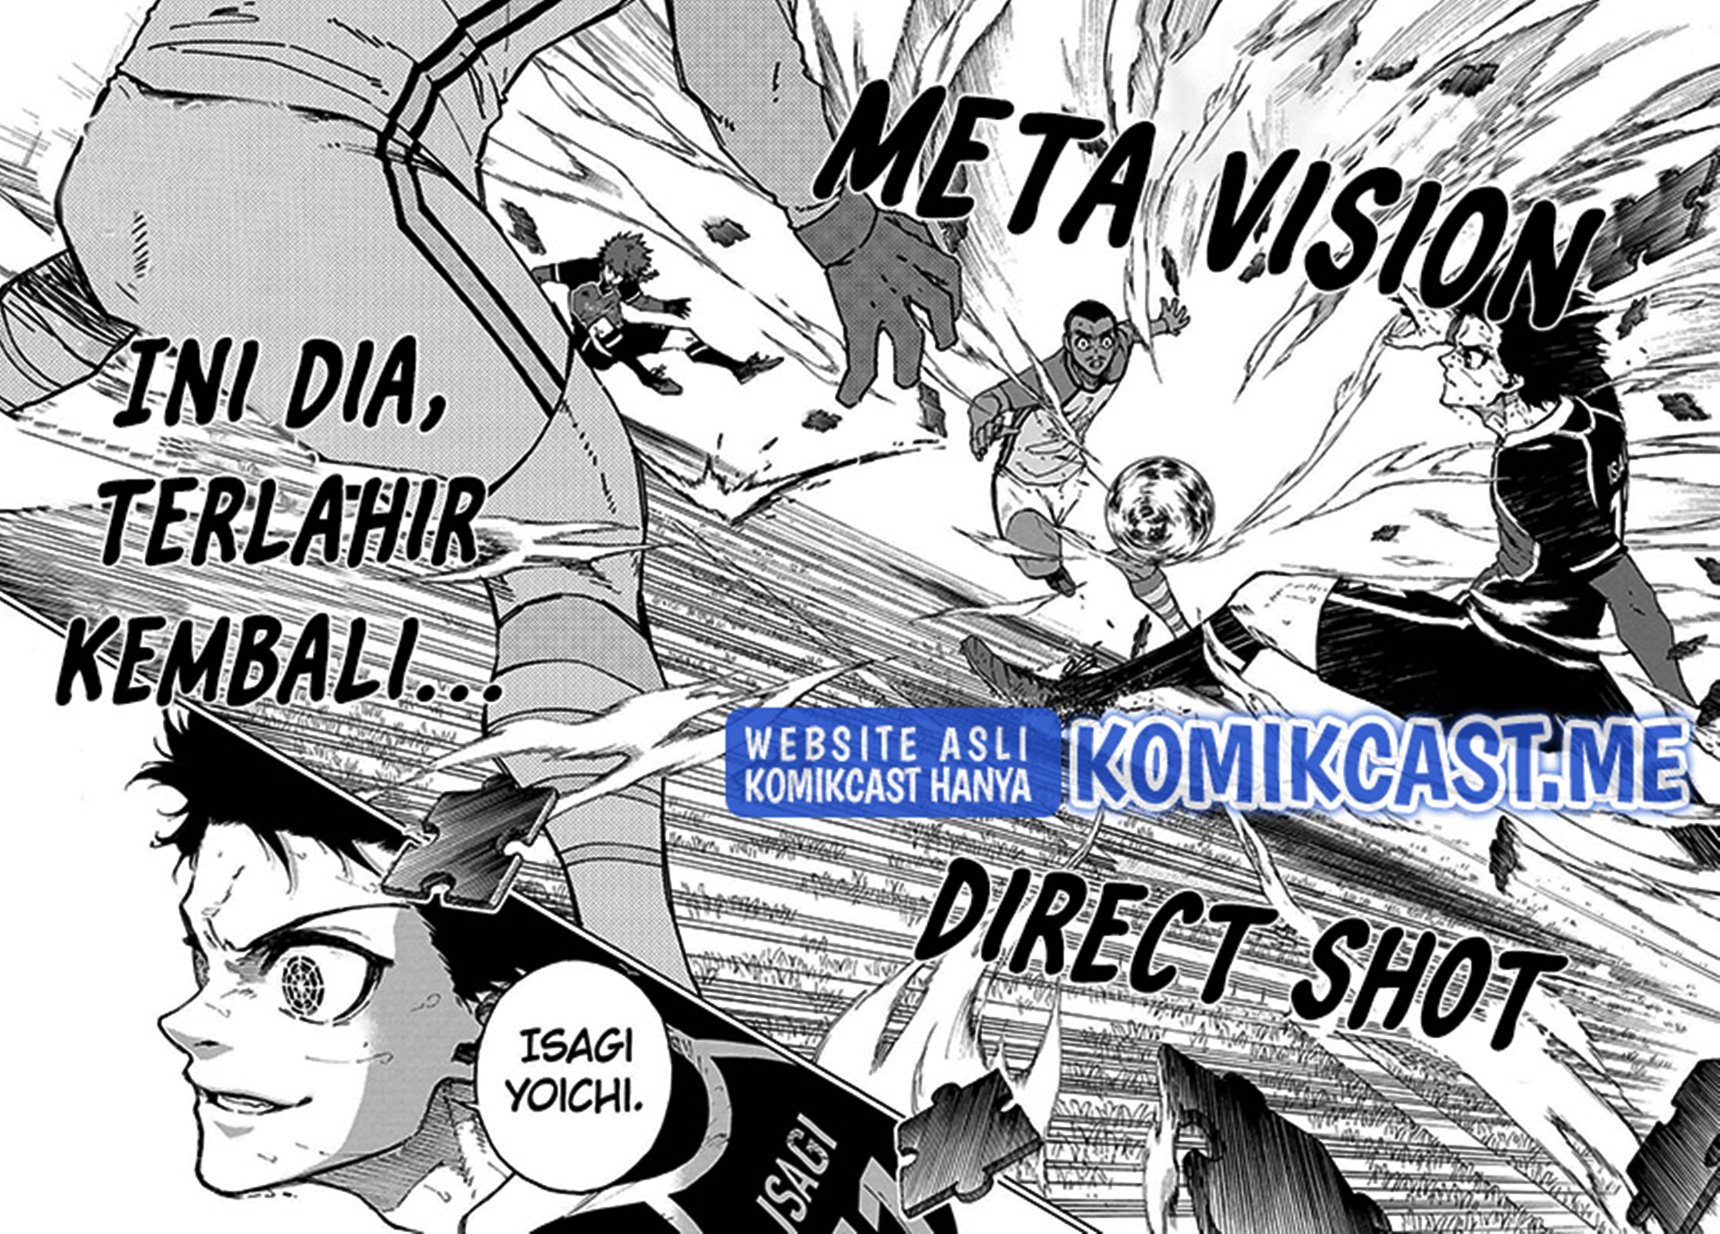 META VISION
INI DIA,
TERLAHIR
KEMBALI...
WEBSITE ASLI
KOMIKCAST HANYA
KOMIKCAST.ME
DIRECT SHOT
ISAGI
YOICHI.
ISAGI